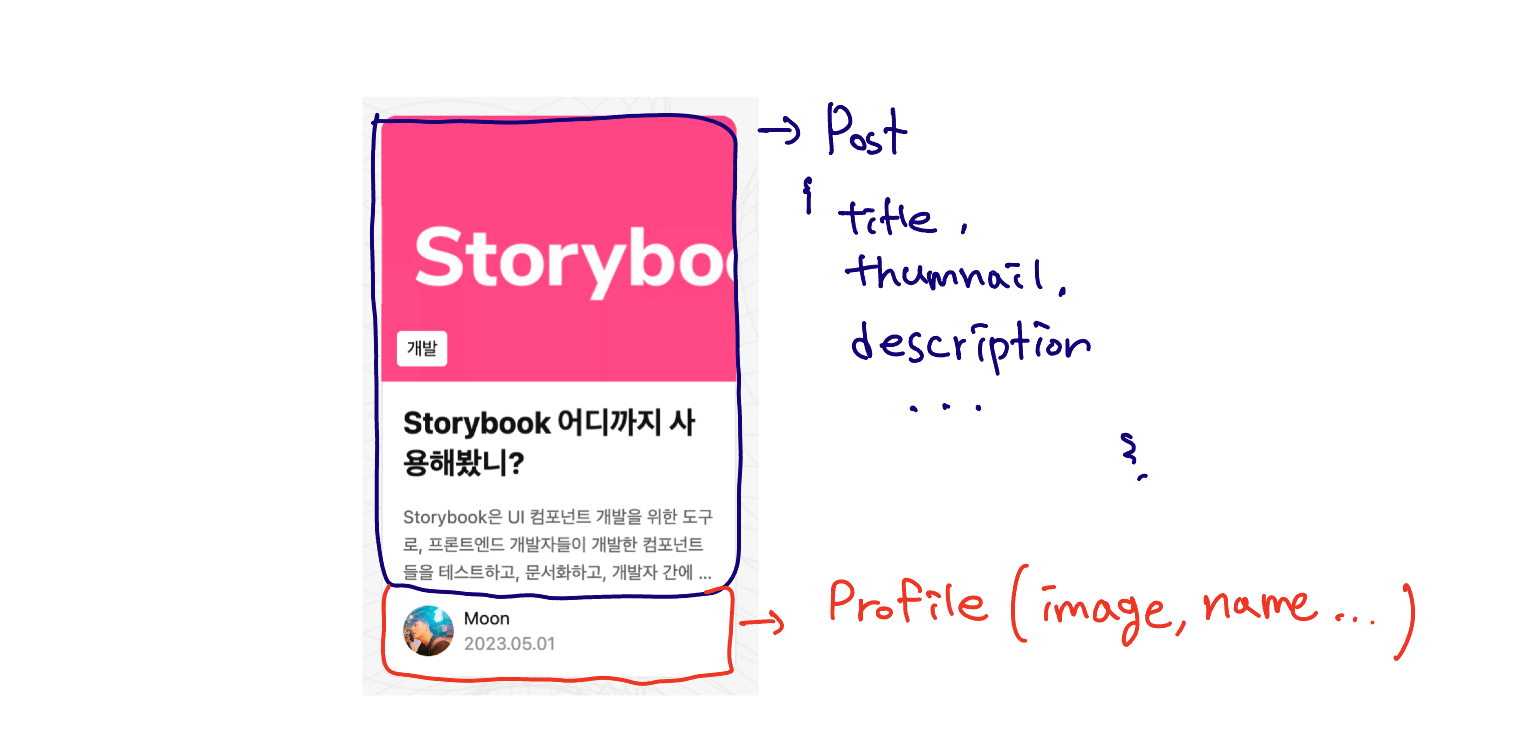 Storyboo
개발
Storybook 어디까지 사
용해봤니?
Storybook은 UI 컴포넌트 개발을 위한 도구
로, 프론트엔드 개발자들이 개발한 컴포넌트
들을 테스트하고, 문서화하고, 개발자 간에 ...
Moon
2023.05.01
→ Post
{
title,
thumnail,
description
...
}
→ Profile (image, name...)